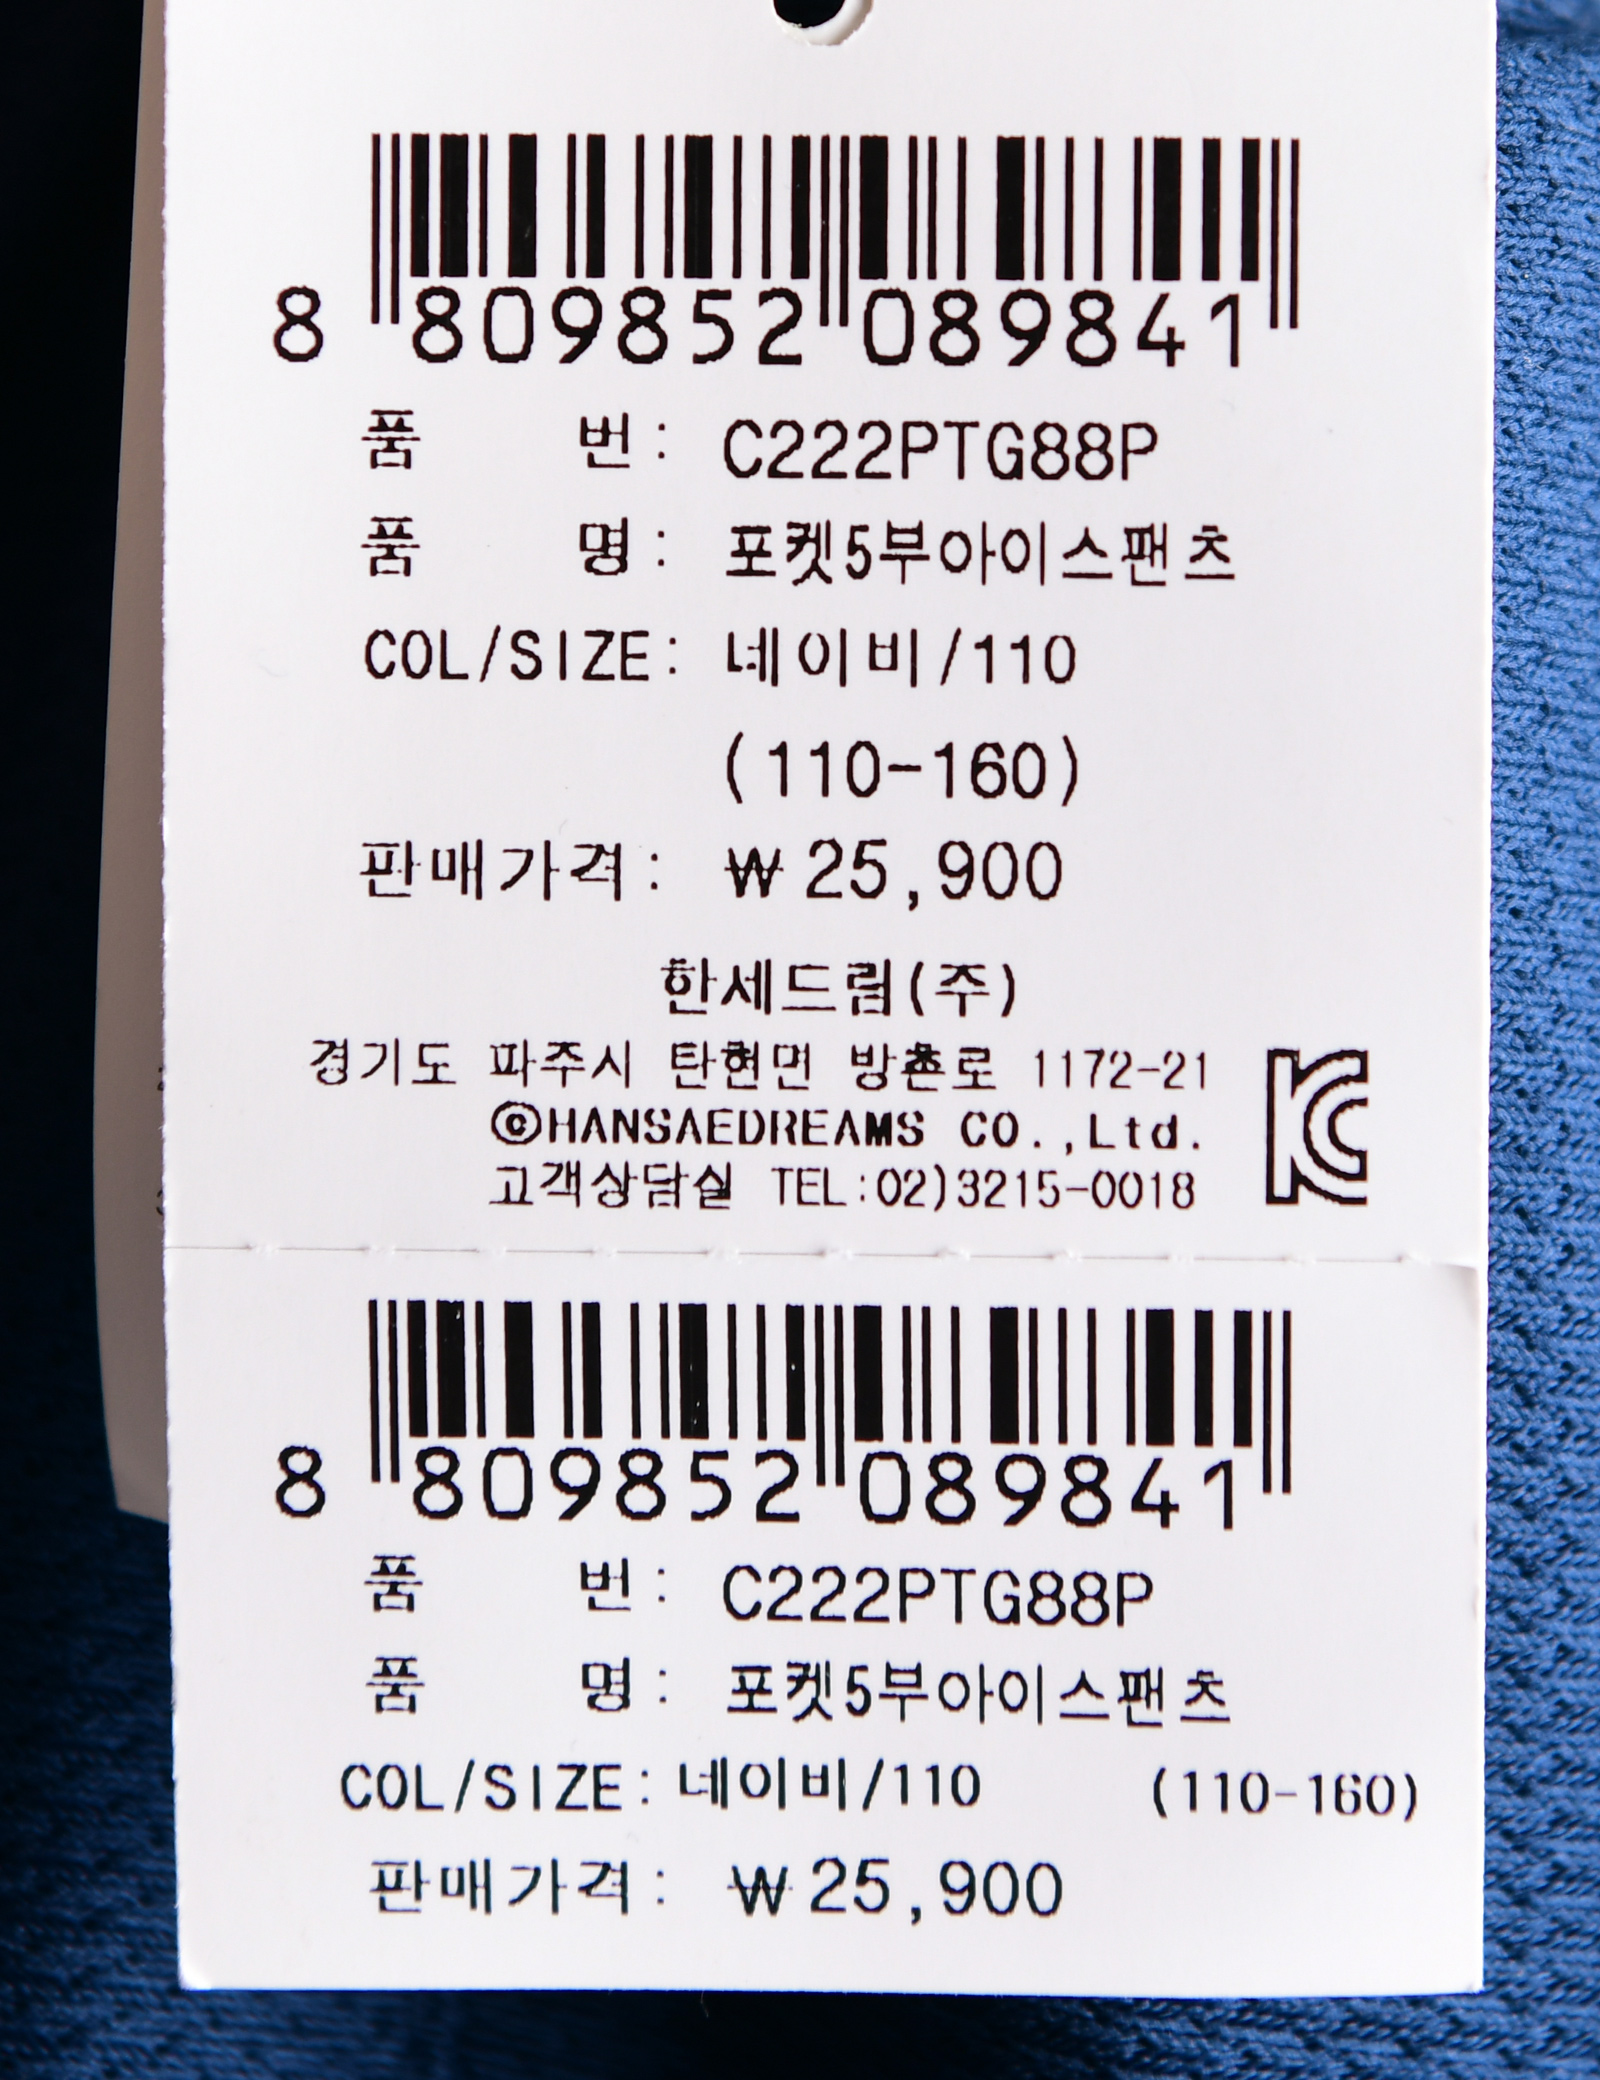 8 809852 089841
품 번: C222PTG88P
품 명: 포켓5부아이스팬츠
COL/SIZE: 네이비/110
(110-160)
판매가격: ₩25,900
한세드림(주)
경기도 파주시 탄현면 방촌로 1172-21
©HANSAEDREAMS CO.,Ltd.
고객상담실 TEL:02)3215-0018
KC
8 809852 089841
품 번: C222PTG88P
품 명: 포켓5부아이스팬츠
COL/SIZE: 네이비/110 (110-160)
판매가격: ₩25,900